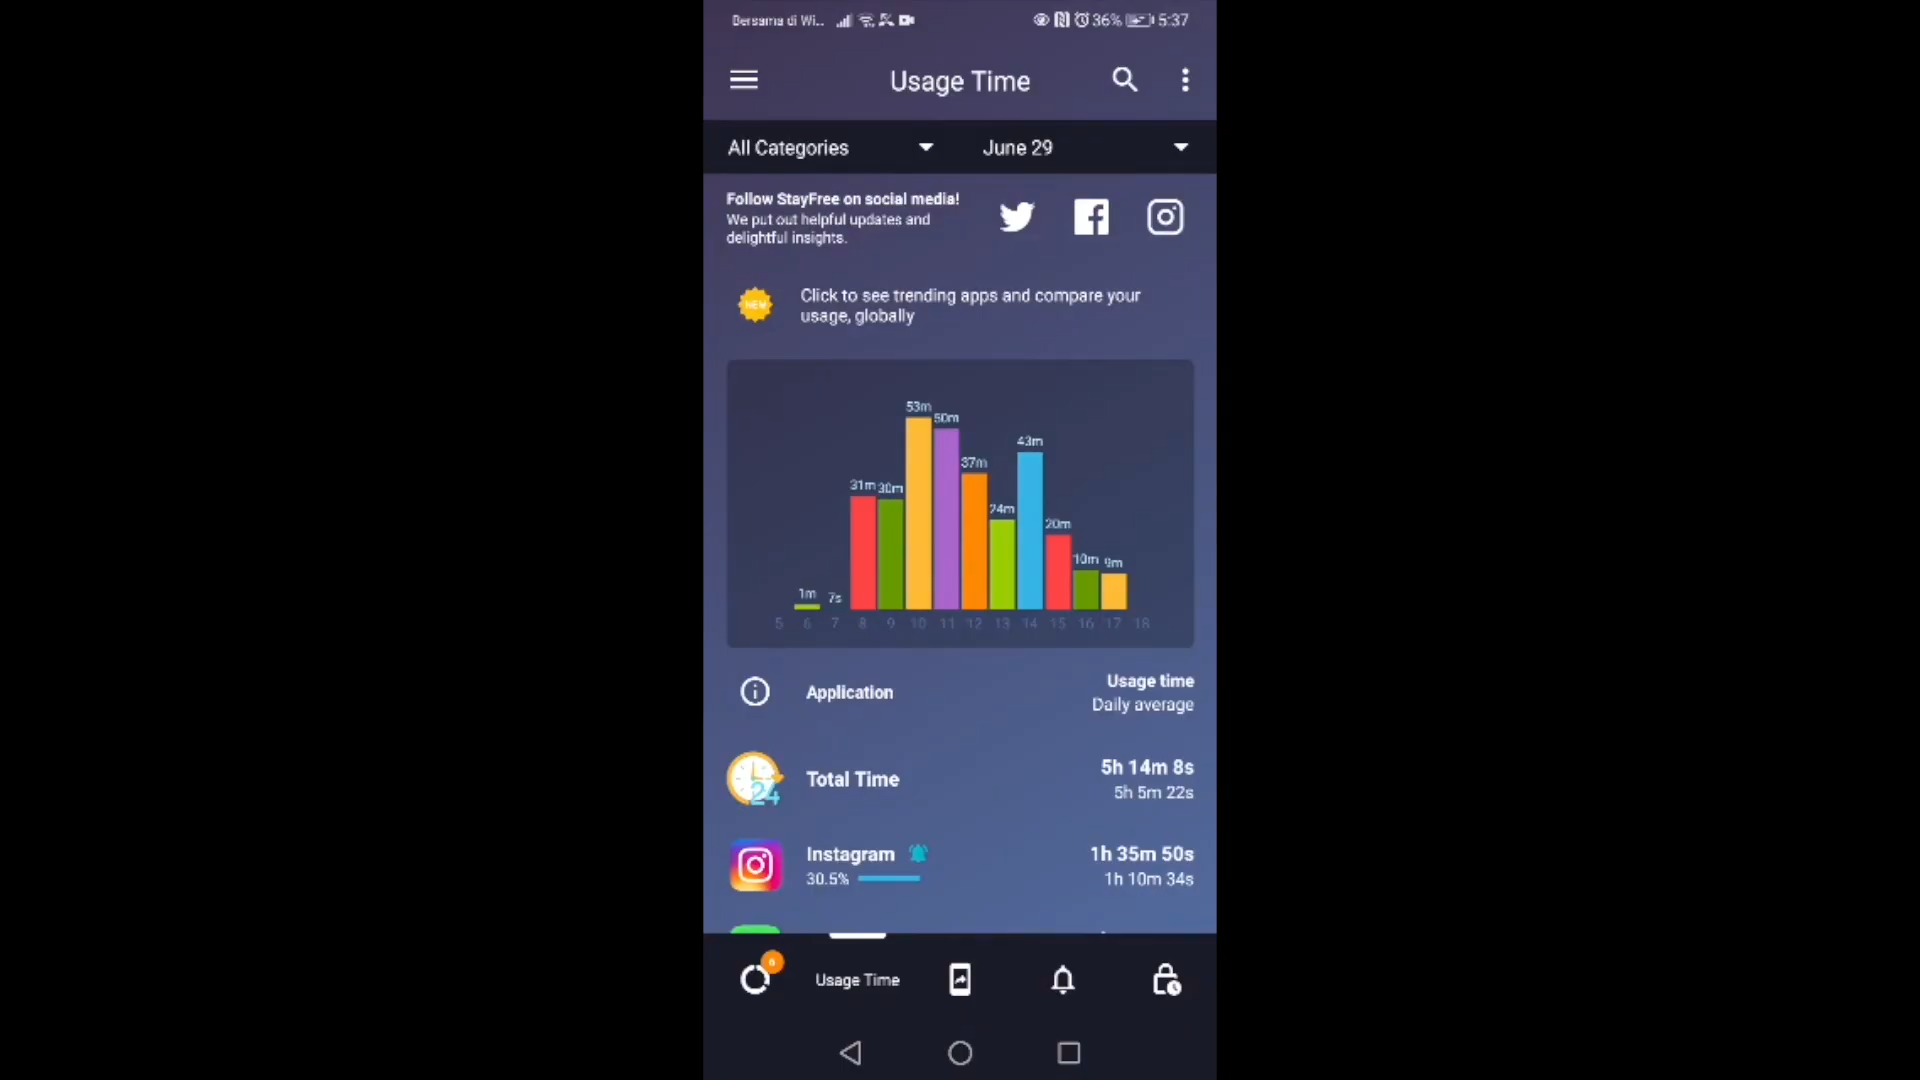 Bersama di Wi... 36% 5:37
Usage Time
All Categories June 29
Follow StayFree on social media!
We put out helpful updates and
delightful insights.
NEW
Click to see trending apps and compare your
usage, globally
53m
50m
43m
37m
31m 30m
24m
20m
10m 9m
1m 7s
5 6 7 8 9 10 11 12 13 14 15 16 17 18
Application
Usage time
Daily average
24
Total Time
5h 14m 8s
5h 5m 22s
Instagram 1h 35m 50s
30.5% 1h 10m 34s
Usage Time